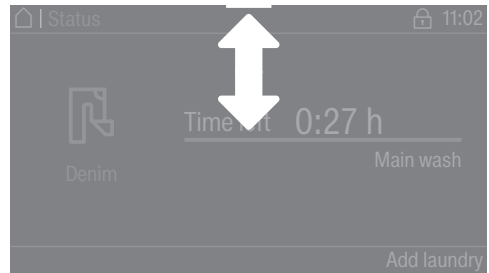 | Status 11:02
Time left 0:27 h
Main wash
Denim
Add laundry